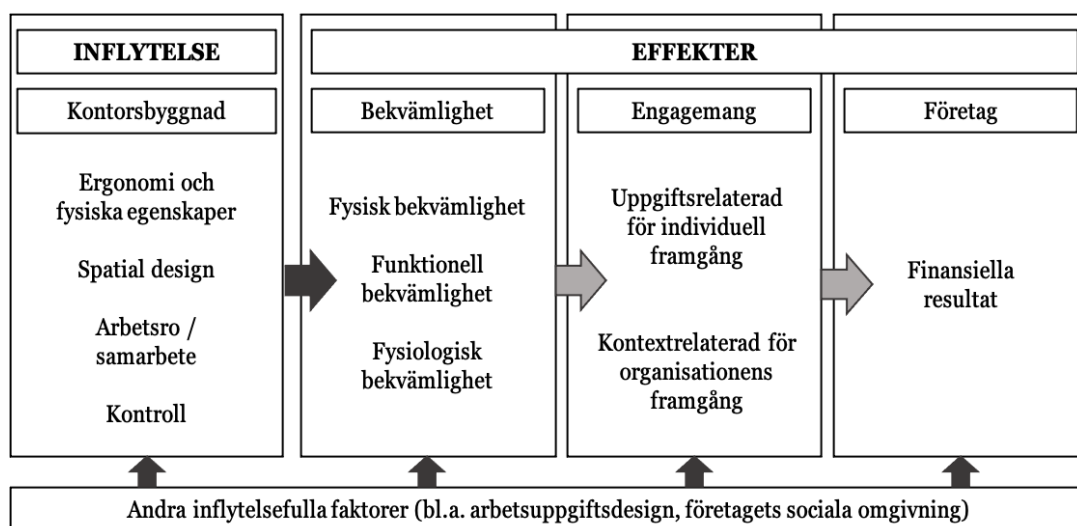 INFLYTELSE
EFFEKTER
Kontorsbyggnad
Bekvämlighet
Engagemang
Företag
Ergonomi och
fysiska egenskaper
Spatial design
Arbetsro /
samarbete
Kontroll
Fysisk bekvämlighet
Funktionell
bekvämlighet
Fysiologisk
bekvämlighet
Uppgiftsrelaterad
för individuell
framgång
Kontextrelaterad för
organisationens
framgång
Finansiella
resultat
Andra inflytelsefulla faktorer (bl.a. arbetsuppgiftsdesign, företagets sociala omgivning)